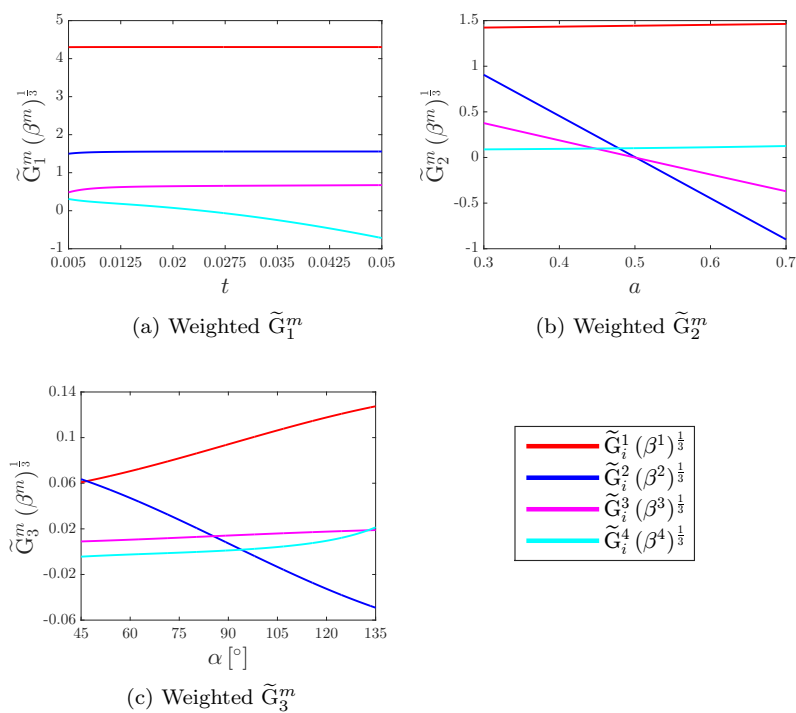 5
4
3
2
1
0
-1
G̃₁ᵐ (βᵐ)^⅓
0.005 0.0125 0.02 0.0275 0.035 0.0425 0.05
t
(a) Weighted G̃₁ᵐ
1.5
1
0.5
0
-0.5
-1
G̃₂ᵐ (βᵐ)^⅓
0.3 0.4 0.5 0.6 0.7
a
(b) Weighted G̃₂ᵐ
0.14
0.1
0.06
0.02
-0.02
-0.06
G̃₃ᵐ (βᵐ)^⅓
45 60 75 90 105 120 135
α [°]
(c) Weighted G̃₃ᵐ
G̃ᵢ¹ (β¹)^⅓
G̃ᵢ² (β²)^⅓
G̃ᵢ³ (β³)^⅓
G̃ᵢ⁴ (β⁴)^⅓